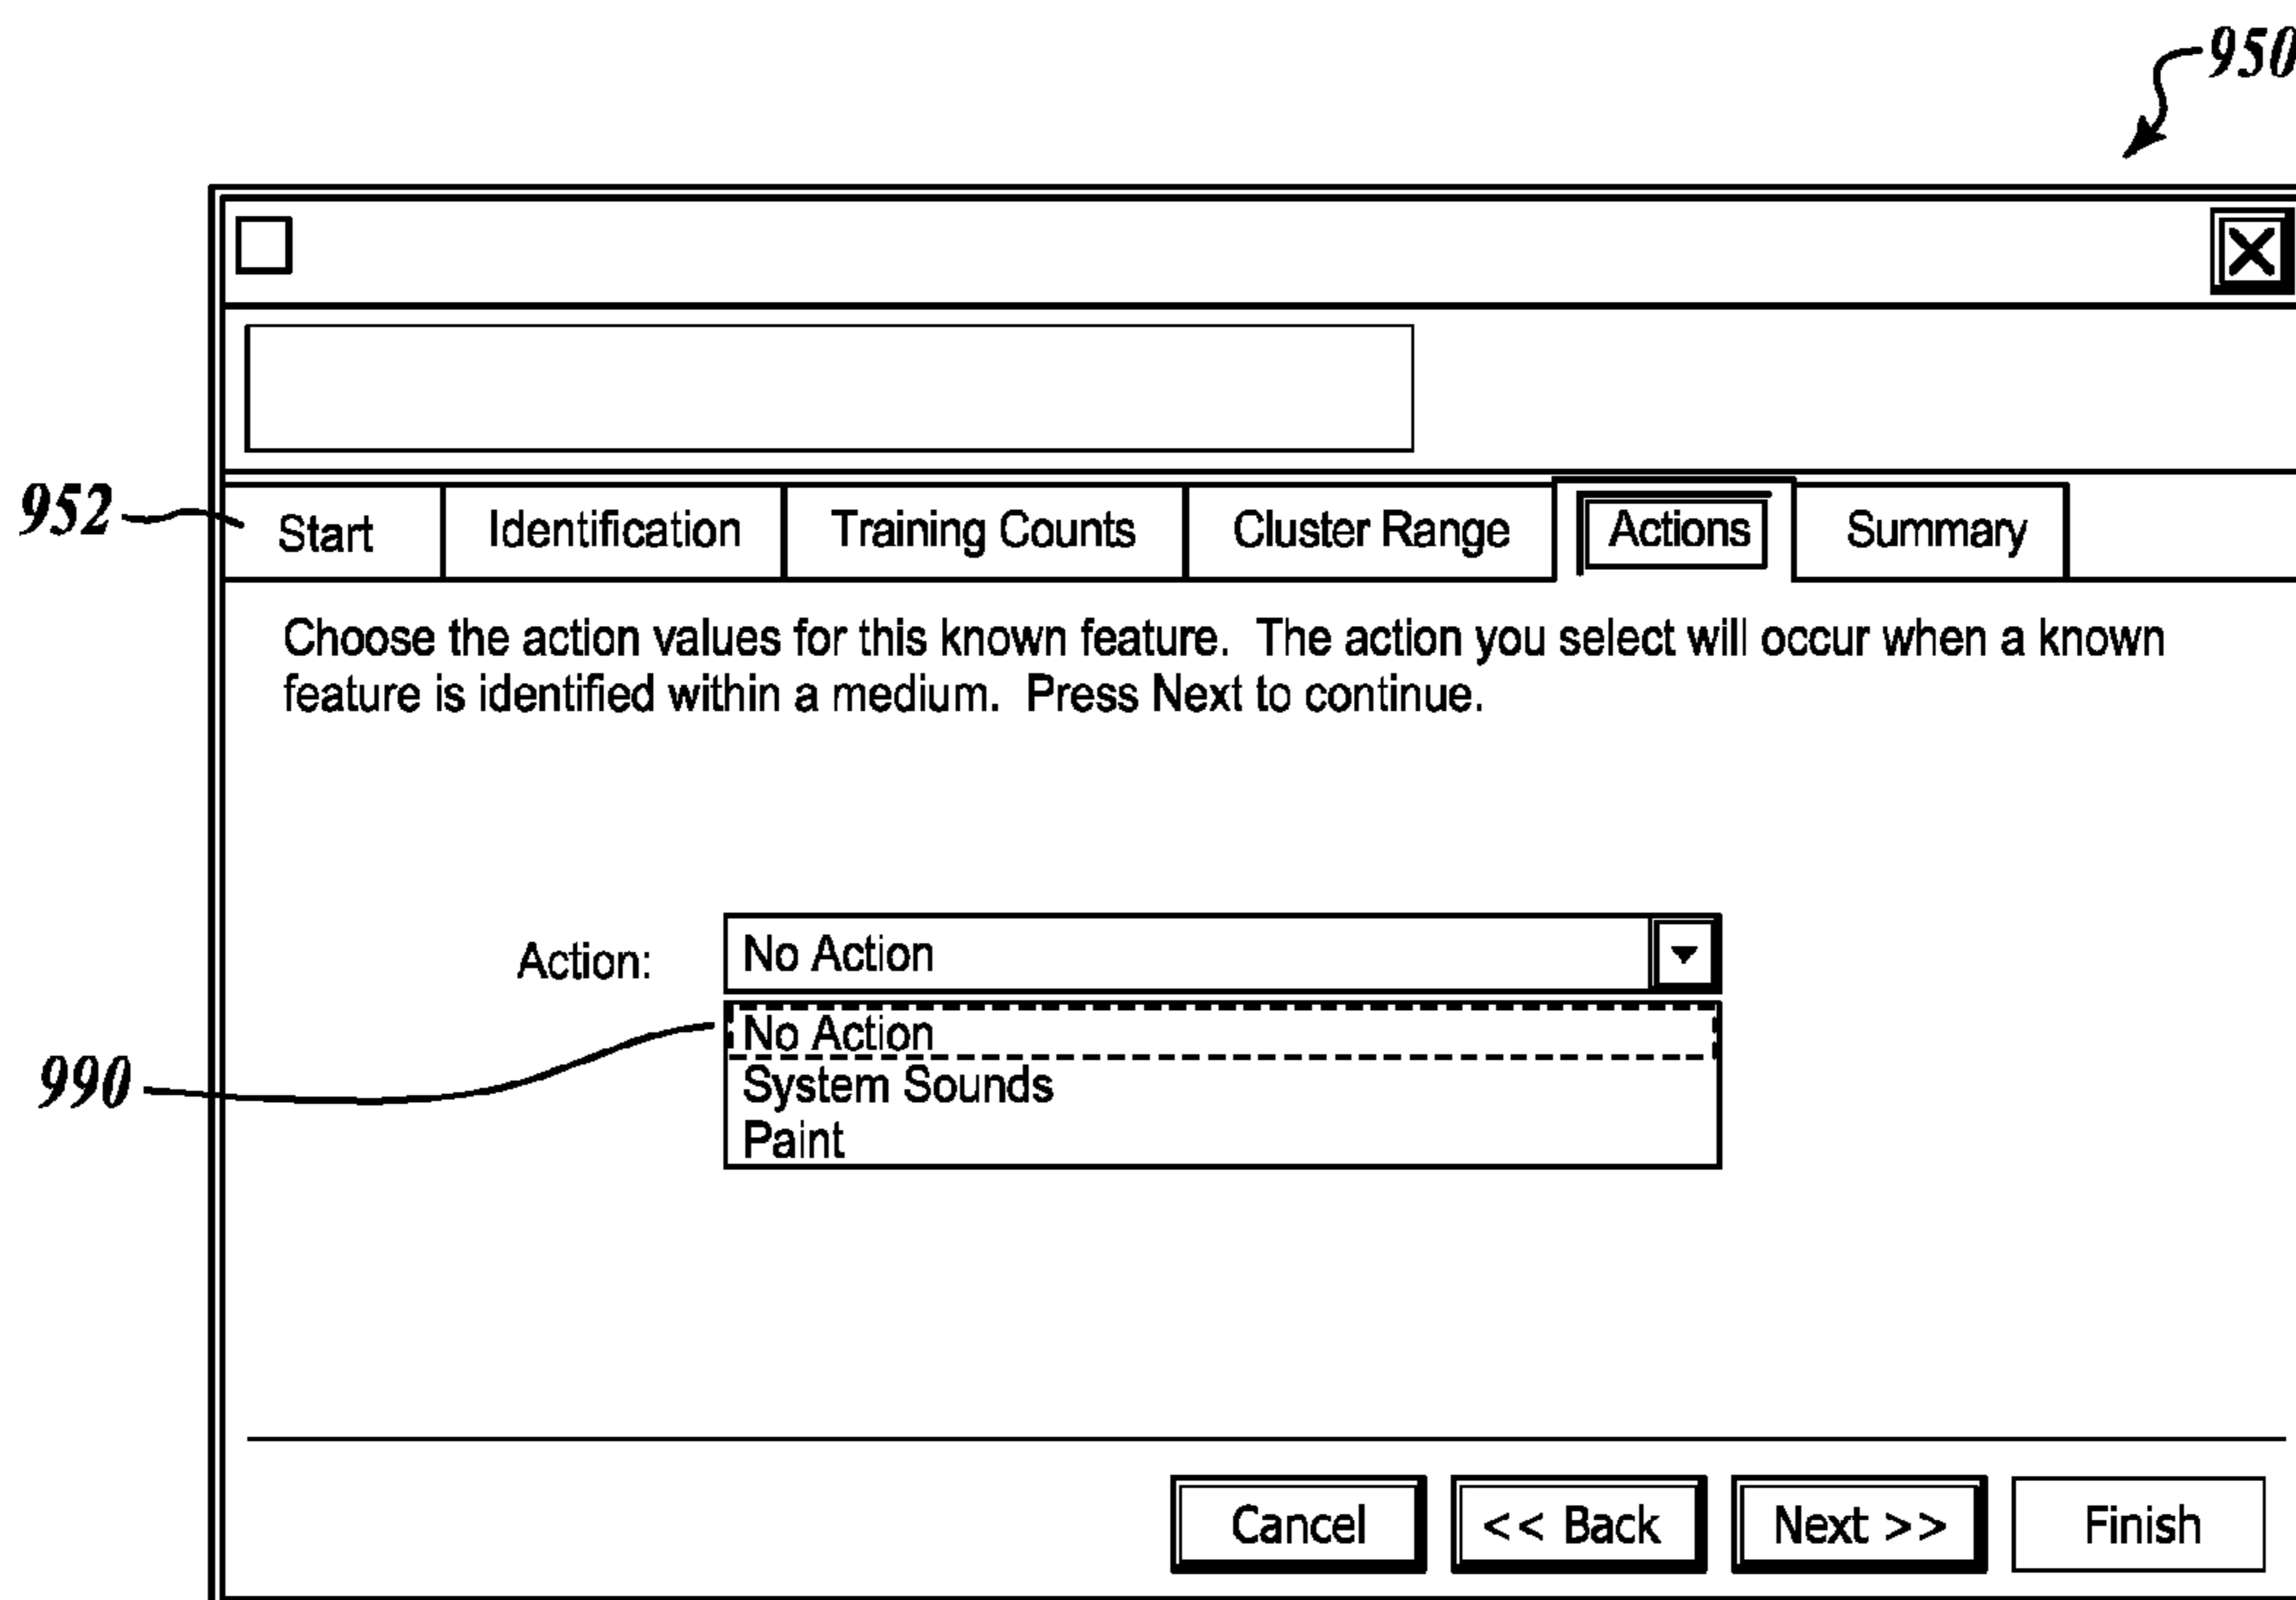 950
952
Start Identification Training Counts Cluster Range Actions Summary
Choose the action values for this known feature. The action you select will occur when a known
feature is identified within a medium. Press Next to continue.
Action: No Action
No Action
990
System Sounds
Paint
Cancel << Back Next >> Finish